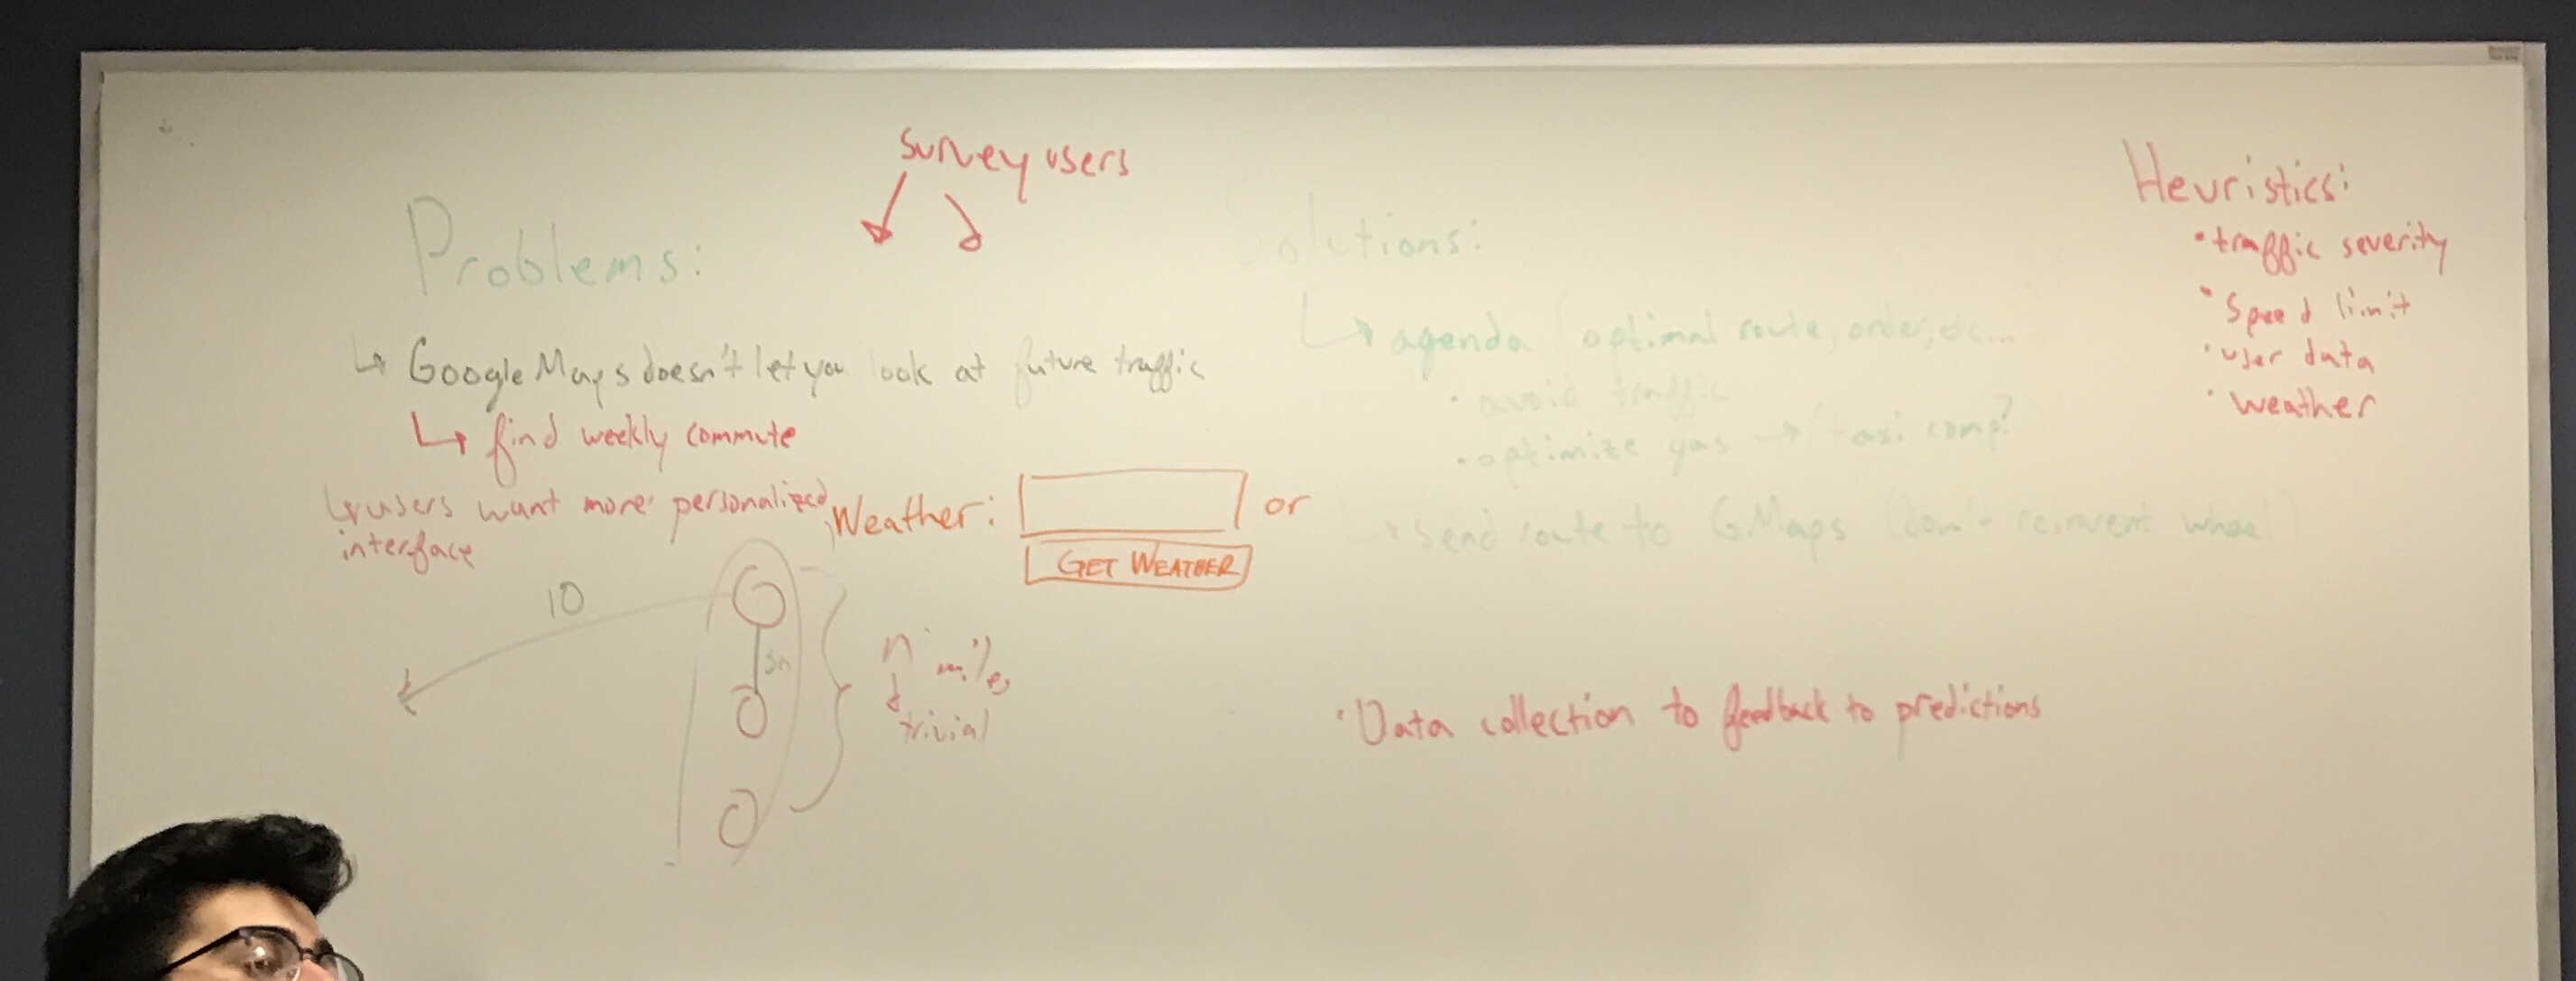 survey users
Problems:
↳ Google Maps doesn't let you look at future traffic
↳ find weekly commute
↳ users want more personalized
interface
Weather: or
GET WEATHER
10
3n
n miles
trivial
Solutions:
↳ agenda (optimal route, order, etc...
• avoid traffic
• optimize gas → taxi comp?
↳ send route to GMaps (don't reinvent wheel)
• Data collection to feedback to predictions
Heuristics:
• traffic severity
• Speed limit
• user data
• weather